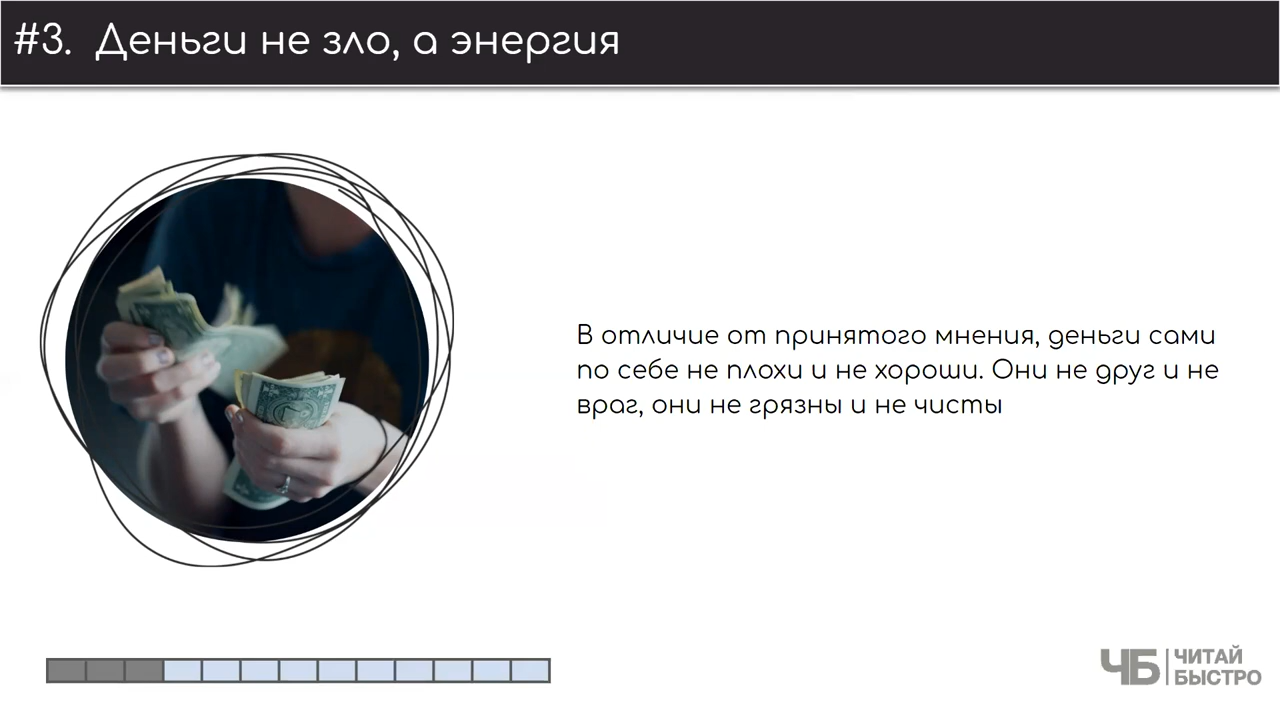 #3. Деньги не зло, а энергия
В отличие от принятого мнения, деньги сами
по себе не плохи и не хороши. Они не друг и не
враг, они не грязны и не чисты
ЧБ ЧИТАЙ
БЫСТРО